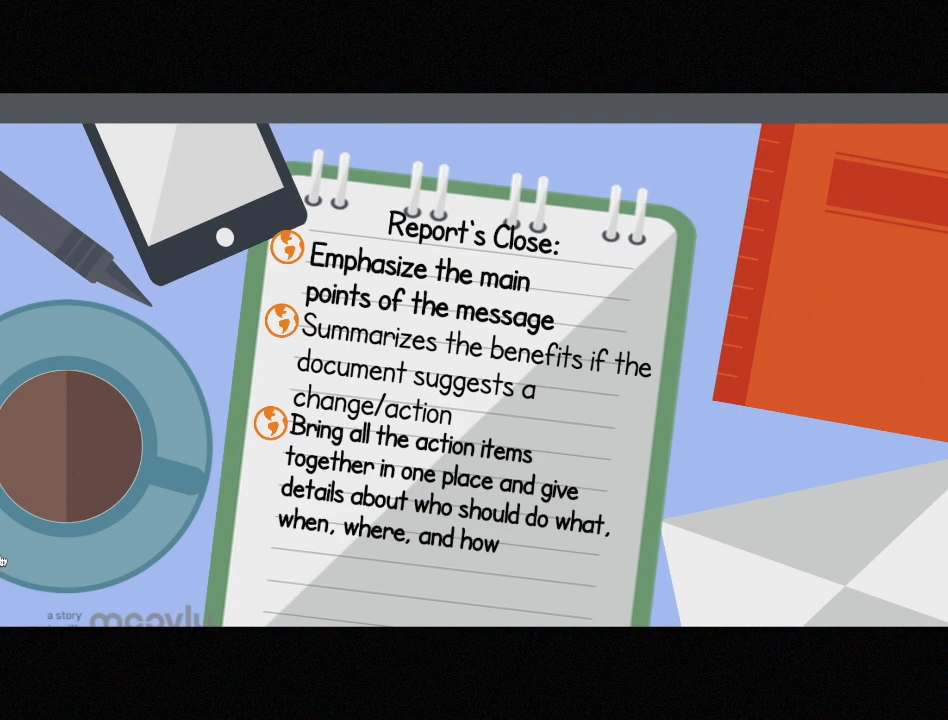 Report's Close:
Emphasize the main
points of the message
Summarizes the benefits if the
document suggests a
change/action
Bring all the action items
together in one place and give
details about who should do what,
when, where, and how
a story
moovly